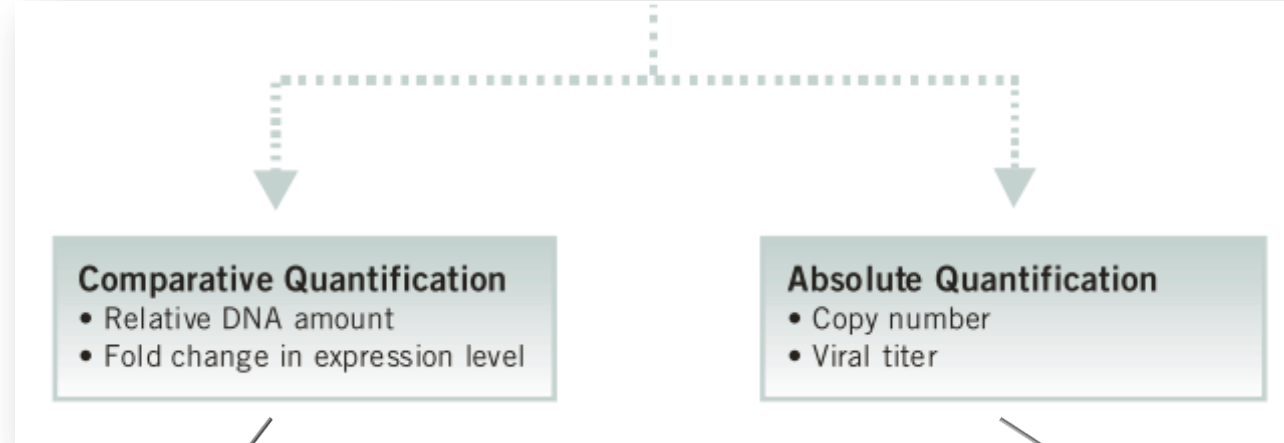 Comparative Quantification
• Relative DNA amount
• Fold change in expression level
Absolute Quantification
• Copy number
• Viral titer